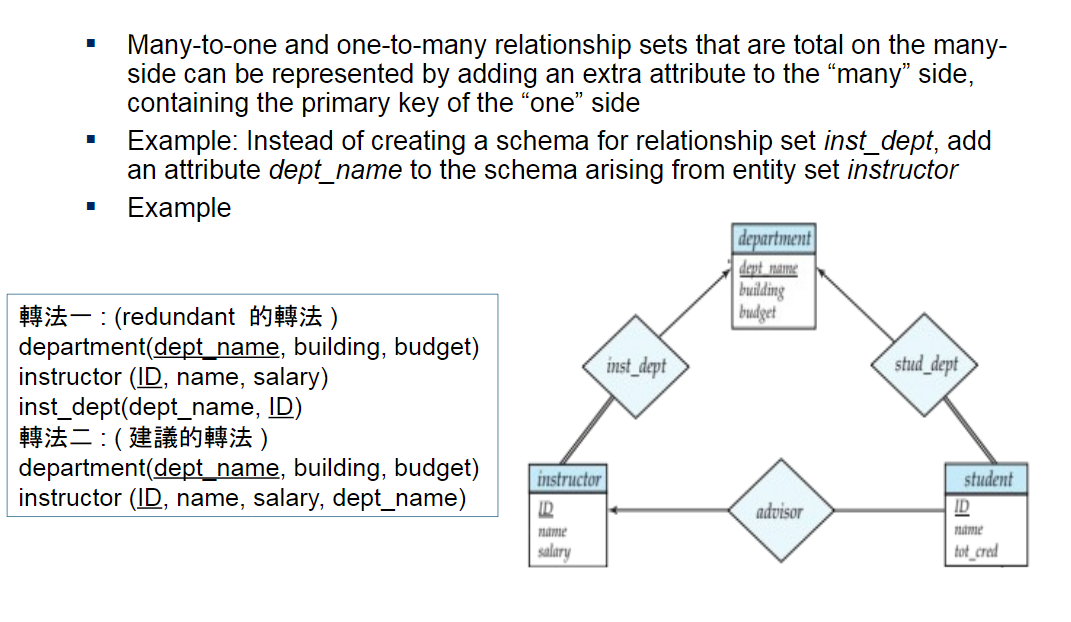 Many-to-one and one-to-many relationship sets that are total on the many-
side can be represented by adding an extra attribute to the “many” side,
containing the primary key of the “one” side
Example: Instead of creating a schema for relationship set inst_dept, add
an attribute dept_name to the schema arising from entity set instructor
Example
轉法一 : (redundant 的轉法 )
department(dept_name, building, budget)
instructor (ID, name, salary)
inst_dept(dept_name, ID)
轉法二 : ( 建議的轉法 )
department(dept_name, building, budget)
instructor (ID, name, salary, dept_name)
department
dept_name
building
budget
inst_dept
stud_dept
instructor
ID
name
salary
advisor
student
ID
name
tot_cred